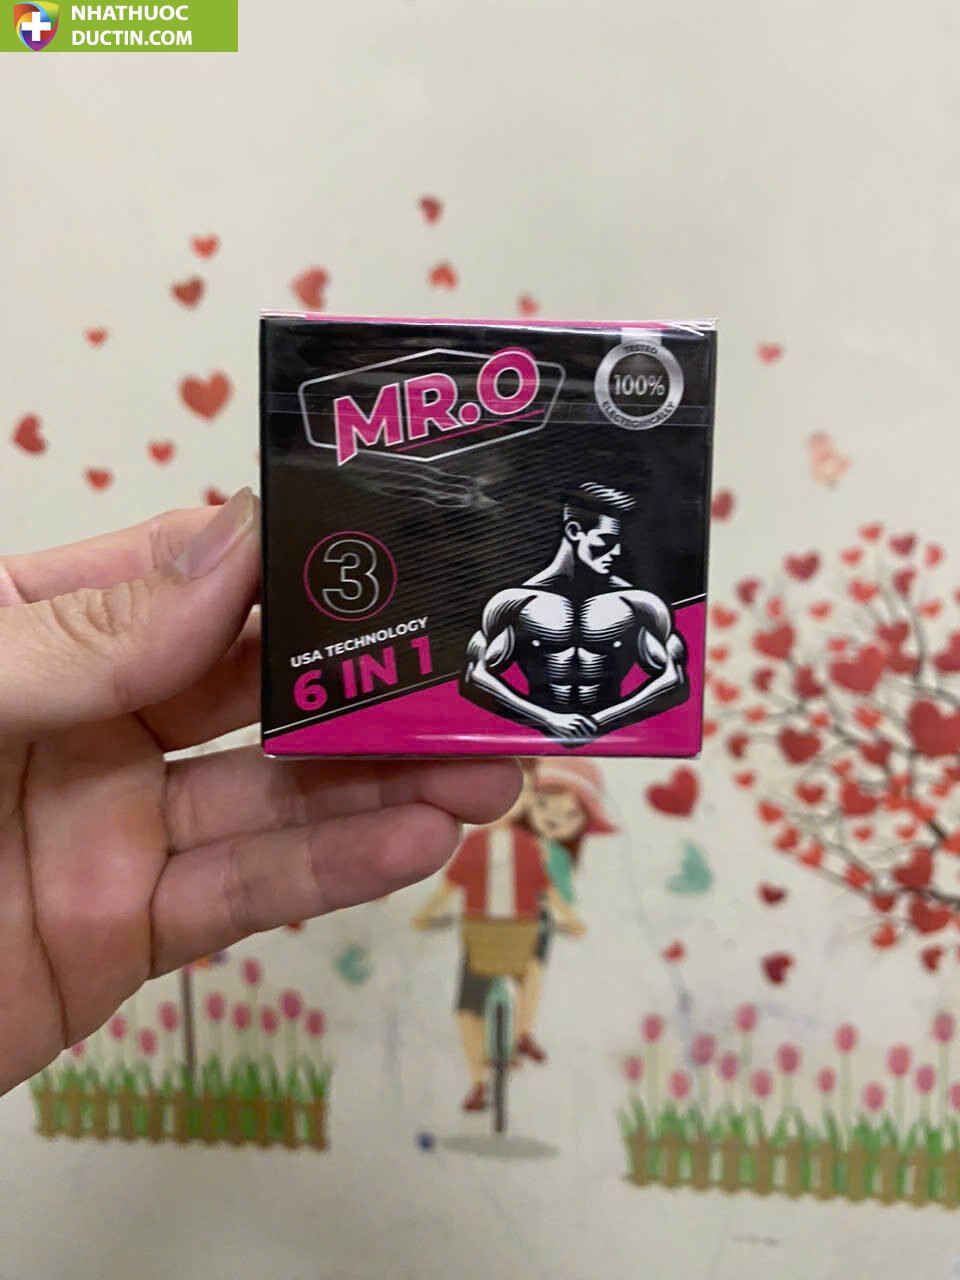 NHATHUOC
DUCTIN.COM
MR.O
TESTED
100%
ELECTRONICALLY
3
USA TECHNOLOGY
6 IN 1